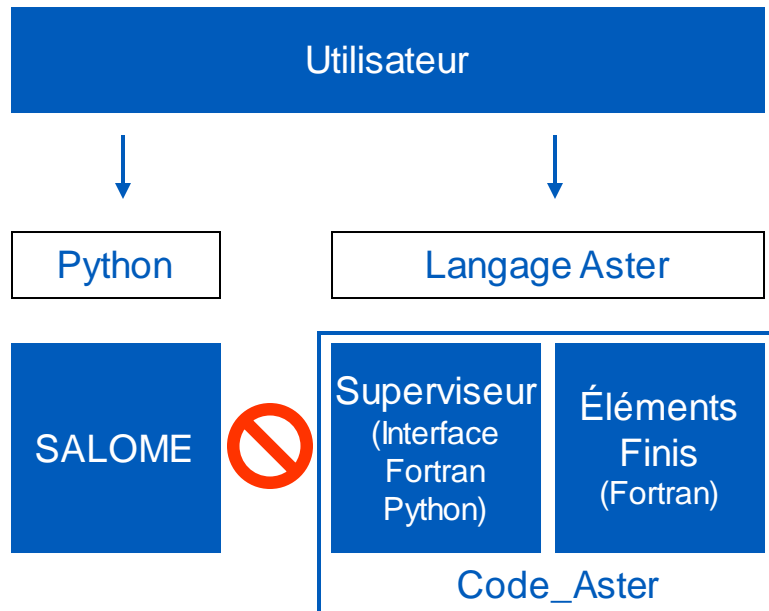 Utilisateur
Python
Langage Aster
SALOME
Superviseur
(Interface
Fortran
Python)
Éléments
Finis
(Fortran)
Code_Aster